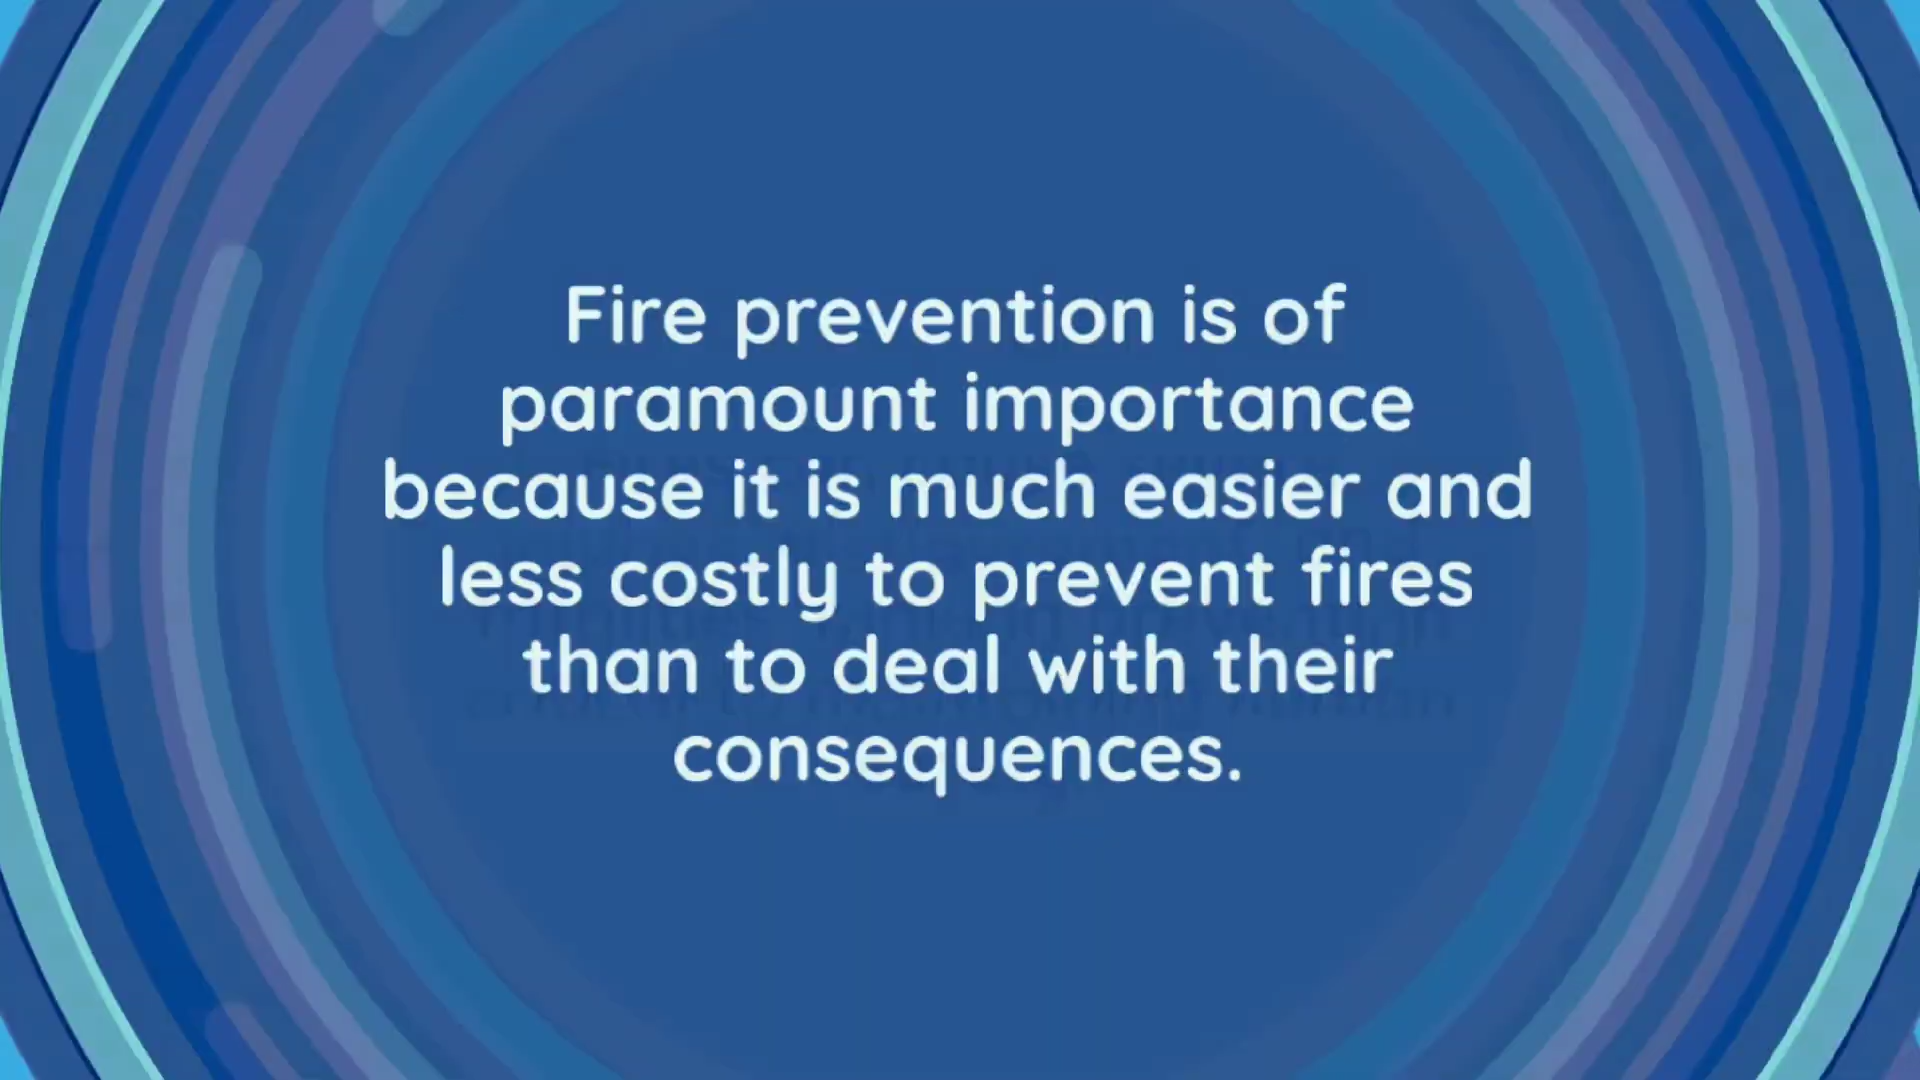 Fire prevention is of
paramount importance
because it is much easier and
less costly to prevent fires
than to deal with their
consequences.